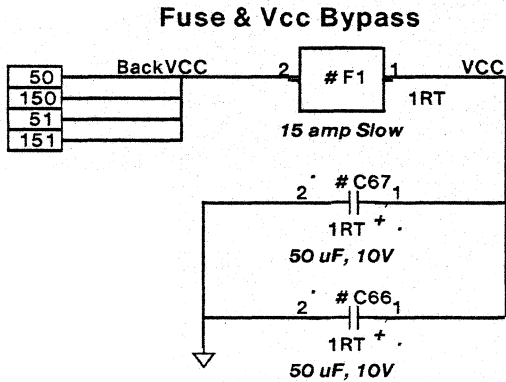 Fuse & Vcc Bypass
50 BackVCC 2 # F1 1 VCC
150
51
151
1RT
15 amp Slow
2 # C67 1
1RT +
50 uF, 10V
2 # C66 1
1RT +
50 uF, 10V